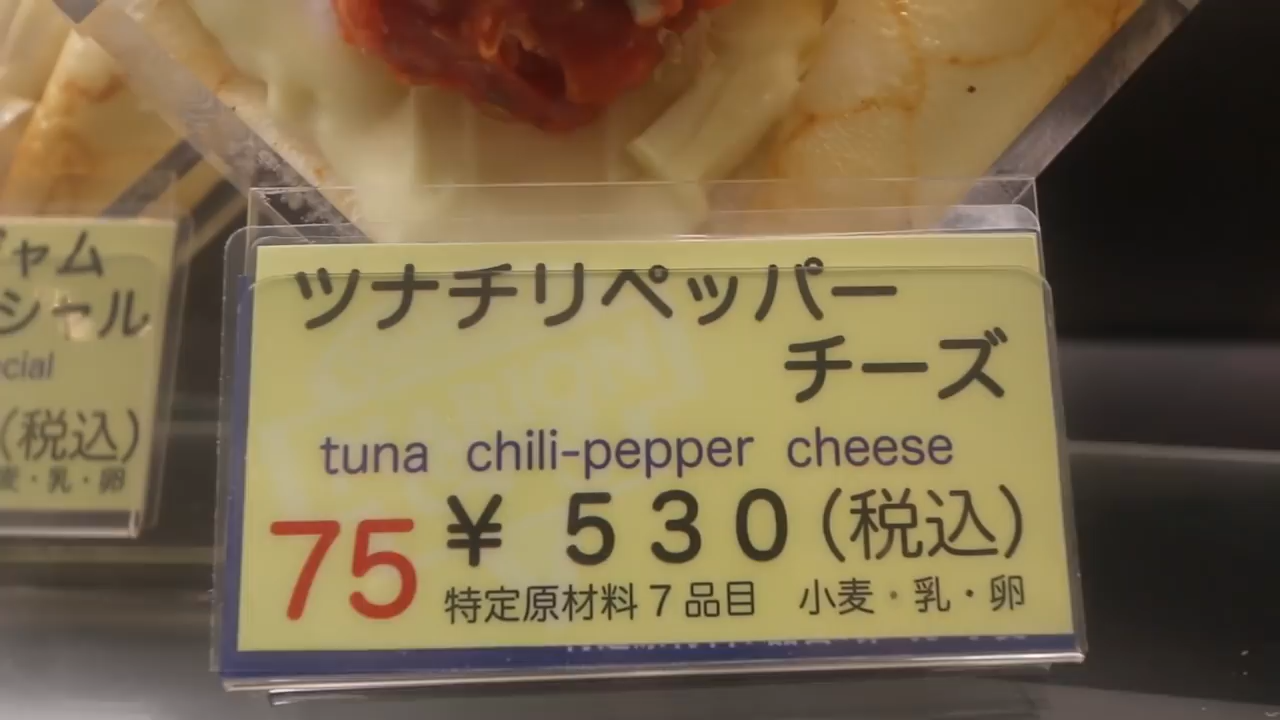 ツナチリペッパー
チーズ
tuna chili-pepper cheese
75
¥ 530 (税込)
特定原材料7品目 小麦・乳・卵
ャム
シャル
cial
(税込)
麦・乳・卵